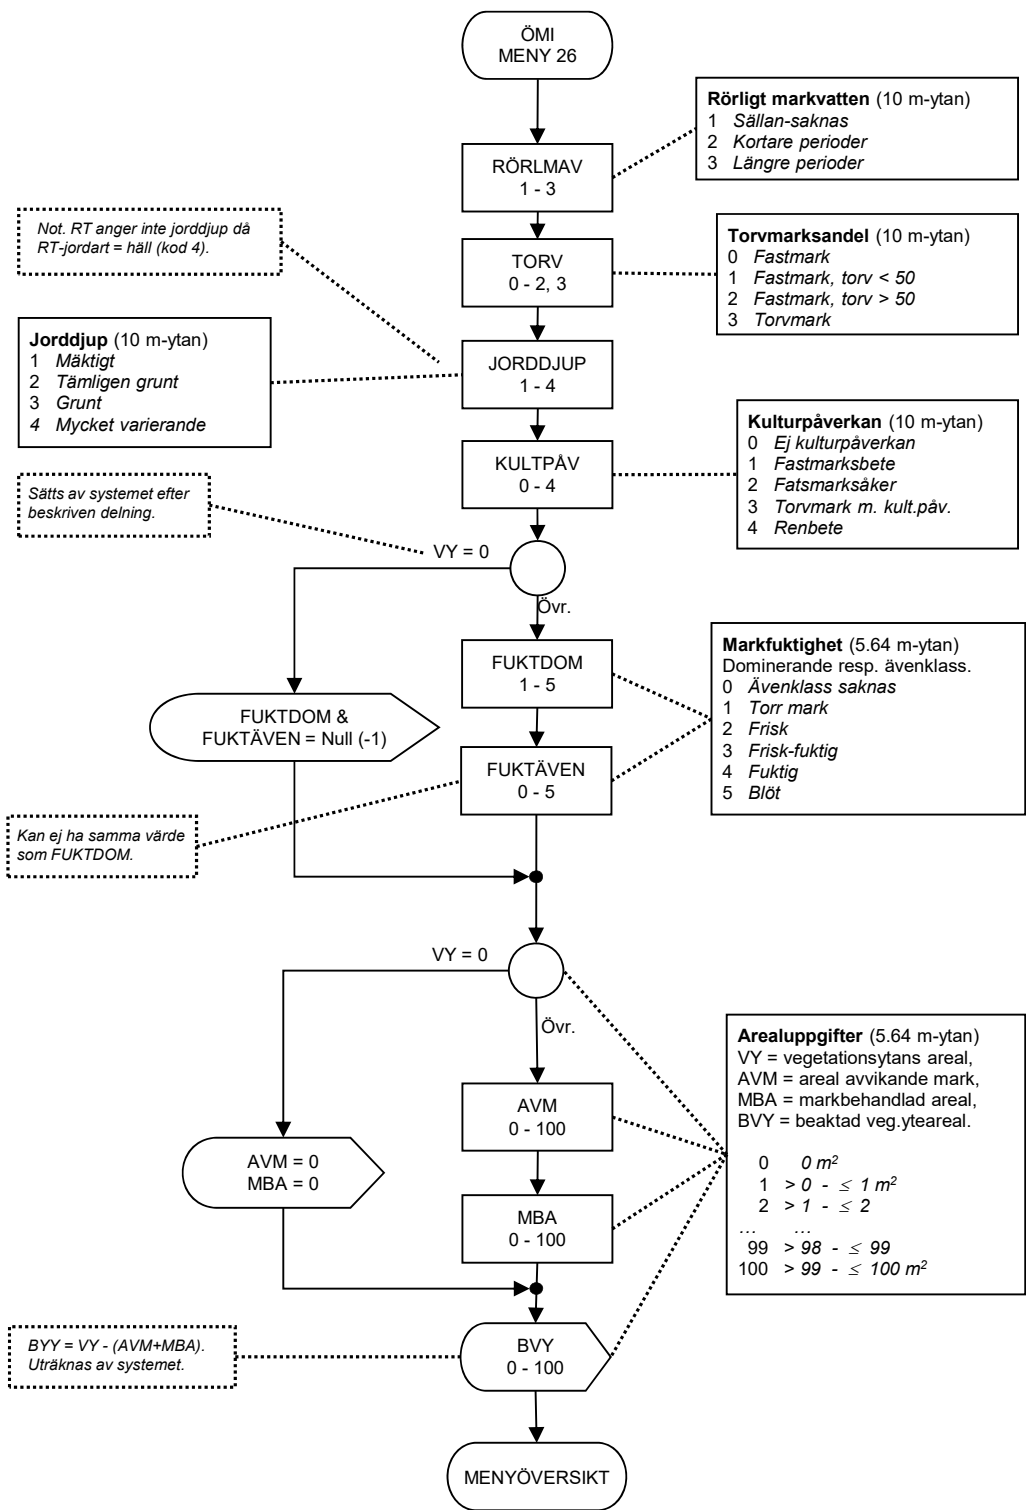 ÖMI
MENY 26
Rörligt markvatten (10 m-ytan)
1 Sällan-saknas
2 Kortare perioder
3 Längre perioder
RÖRLMAV
1 - 3
Not. RT anger inte jorddjup då
RT-jordart = häll (kod 4).
TORV
0 - 2, 3
Torvmarksandel (10 m-ytan)
0 Fastmark
1 Fastmark, torv < 50
2 Fastmark, torv > 50
3 Torvmark
Jorddjup (10 m-ytan)
1 Mäktigt
2 Tämligen grunt
3 Grunt
4 Mycket varierande
JORDDJUP
1 - 4
Kulturpåverkan (10 m-ytan)
0 Ej kulturpåverkan
1 Fastmarksbete
2 Fatsmarksåker
3 Torvmark m. kult.påv.
4 Renbete
KULTPÅV
0 - 4
Sätts av systemet efter
beskriven delning.
VY = 0
Övr.
FUKTDOM
1 - 5
Markfuktighet (5.64 m-ytan)
Dominerande resp. ävenklass.
0 Ävenklass saknas
1 Torr mark
2 Frisk
3 Frisk-fuktig
4 Fuktig
5 Blöt
FUKTDOM &
FUKTÄVEN = Null (-1)
FUKTÄVEN
0 - 5
Kan ej ha samma värde
som FUKTDOM.
VY = 0
Övr.
Arealuppgifter (5.64 m-ytan)
VY = vegetationsytans areal,
AVM = areal avvikande mark,
MBA = markbehandlad areal,
BVY = beaktad veg.yteareal.
0 0 m²
1 > 0 - ≤ 1 m²
2 > 1 - ≤ 2
... ...
99 > 98 - ≤ 99
100 > 99 - ≤ 100 m²
AVM
0 - 100
AVM = 0
MBA = 0
MBA
0 - 100
BYY = VY - (AVM+MBA).
Uträknas av systemet.
BVY
0 - 100
MENYÖVERSIKT